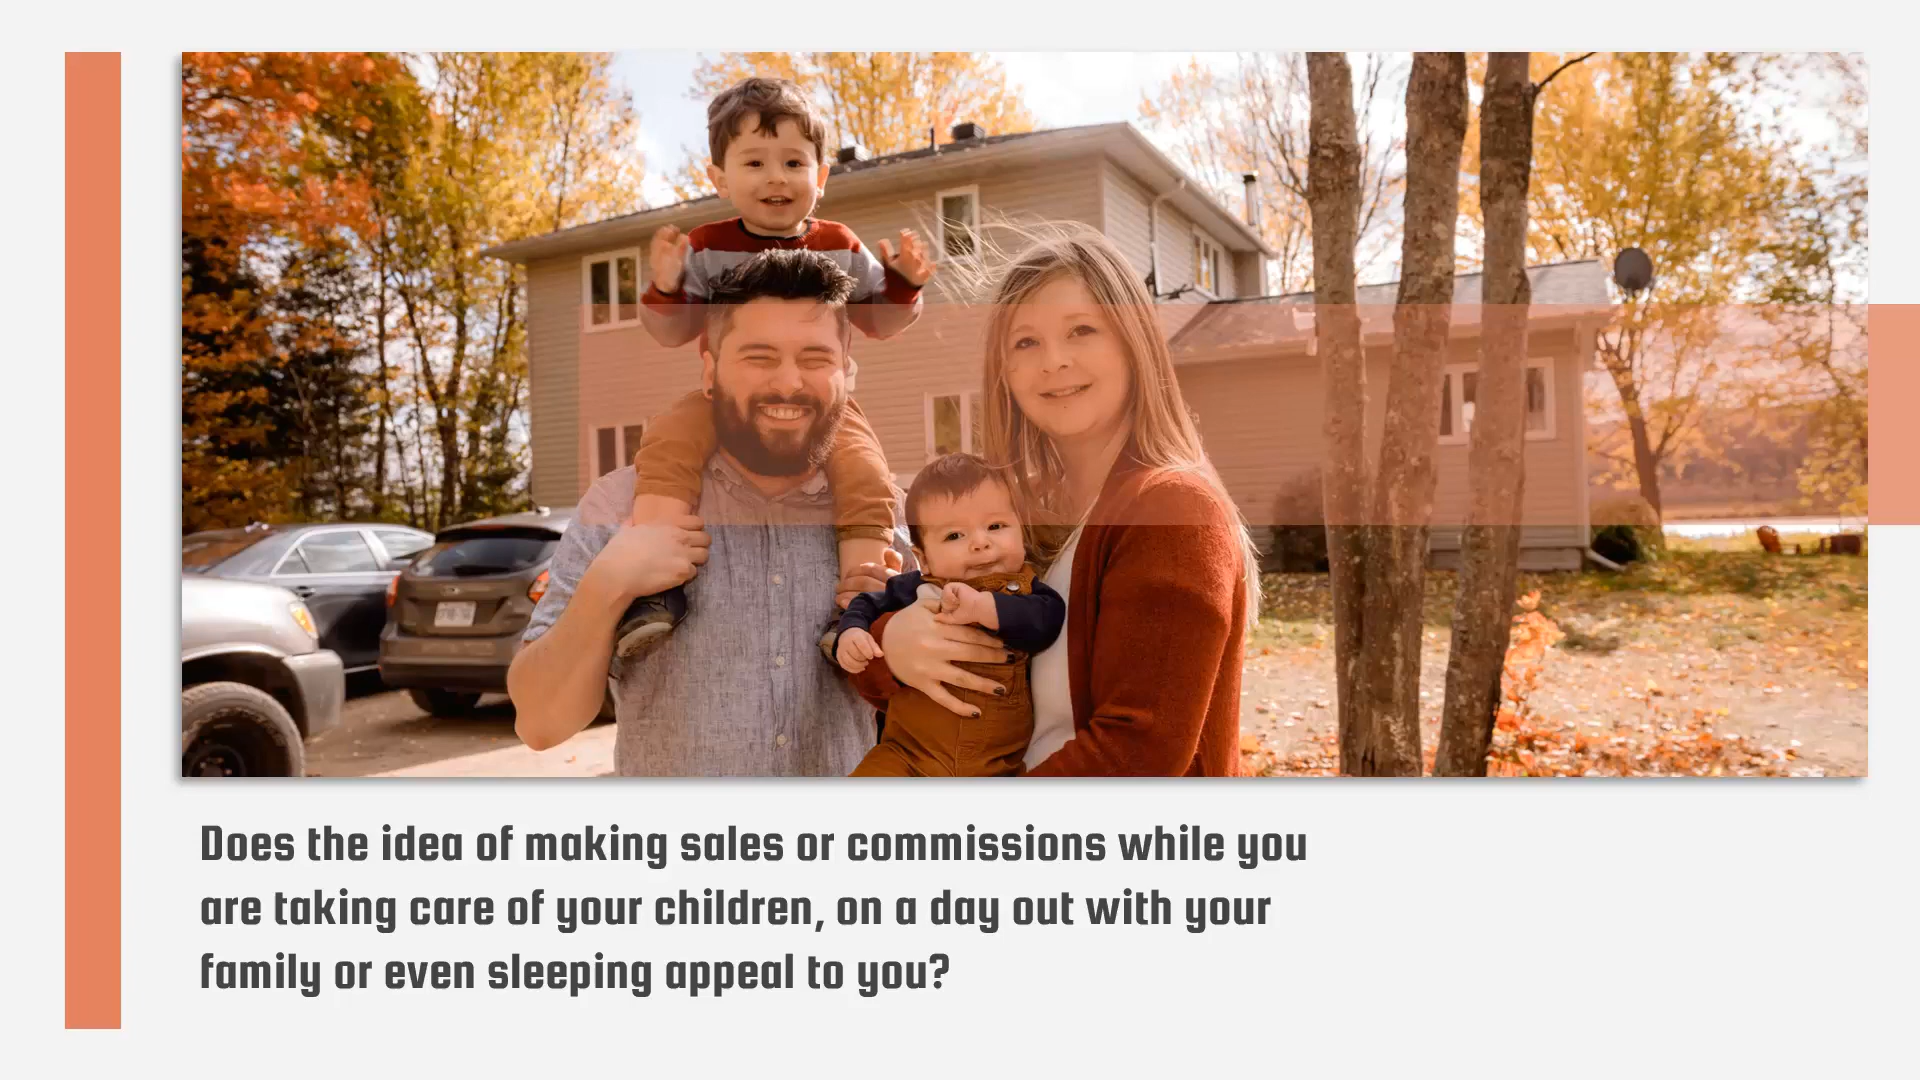 Does the idea of making sales or commissions while you
are taking care of your children, on a day out with your
family or even sleeping appeal to you?